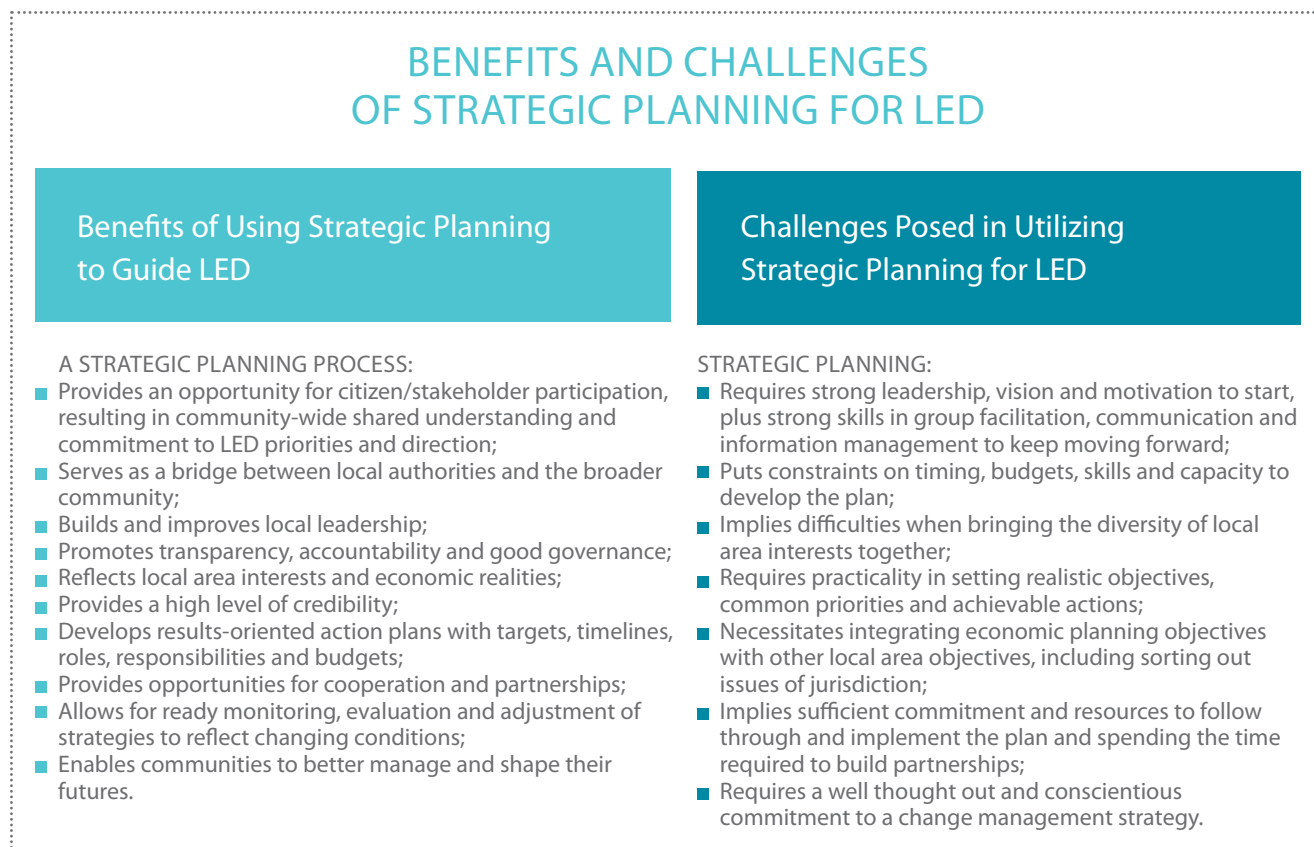 BENEFITS AND CHALLENGES
OF STRATEGIC PLANNING FOR LED
Benefits of Using Strategic Planning
to Guide LED
A STRATEGIC PLANNING PROCESS:
Provides an opportunity for citizen/stakeholder participation,
resulting in community-wide shared understanding and
commitment to LED priorities and direction;
Serves as a bridge between local authorities and the broader
community;
Builds and improves local leadership;
Promotes transparency, accountability and good governance;
Reflects local area interests and economic realities;
Provides a high level of credibility;
Develops results-oriented action plans with targets, timelines,
roles, responsibilities and budgets;
Provides opportunities for cooperation and partnerships;
Allows for ready monitoring, evaluation and adjustment of
strategies to reflect changing conditions;
Enables communities to better manage and shape their
futures.
Challenges Posed in Utilizing
Strategic Planning for LED
STRATEGIC PLANNING:
Requires strong leadership, vision and motivation to start,
plus strong skills in group facilitation, communication and
information management to keep moving forward;
Puts constraints on timing, budgets, skills and capacity to
develop the plan;
Implies difficulties when bringing the diversity of local
area interests together;
Requires practicality in setting realistic objectives,
common priorities and achievable actions;
Necessitates integrating economic planning objectives
with other local area objectives, including sorting out
issues of jurisdiction;
Implies sufficient commitment and resources to follow
through and implement the plan and spending the time
required to build partnerships;
Requires a well thought out and conscientious
commitment to a change management strategy.